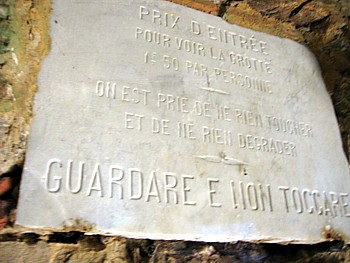 PRIX D'ENTRÉE
POUR VOIR LA GROTTE
1F 50 PAR PERSONNE
ON EST PRIE DE NE RIEN TOUCHER
ET DE NE RIEN DEGRADER
GUARDARE E NON TOCCARE